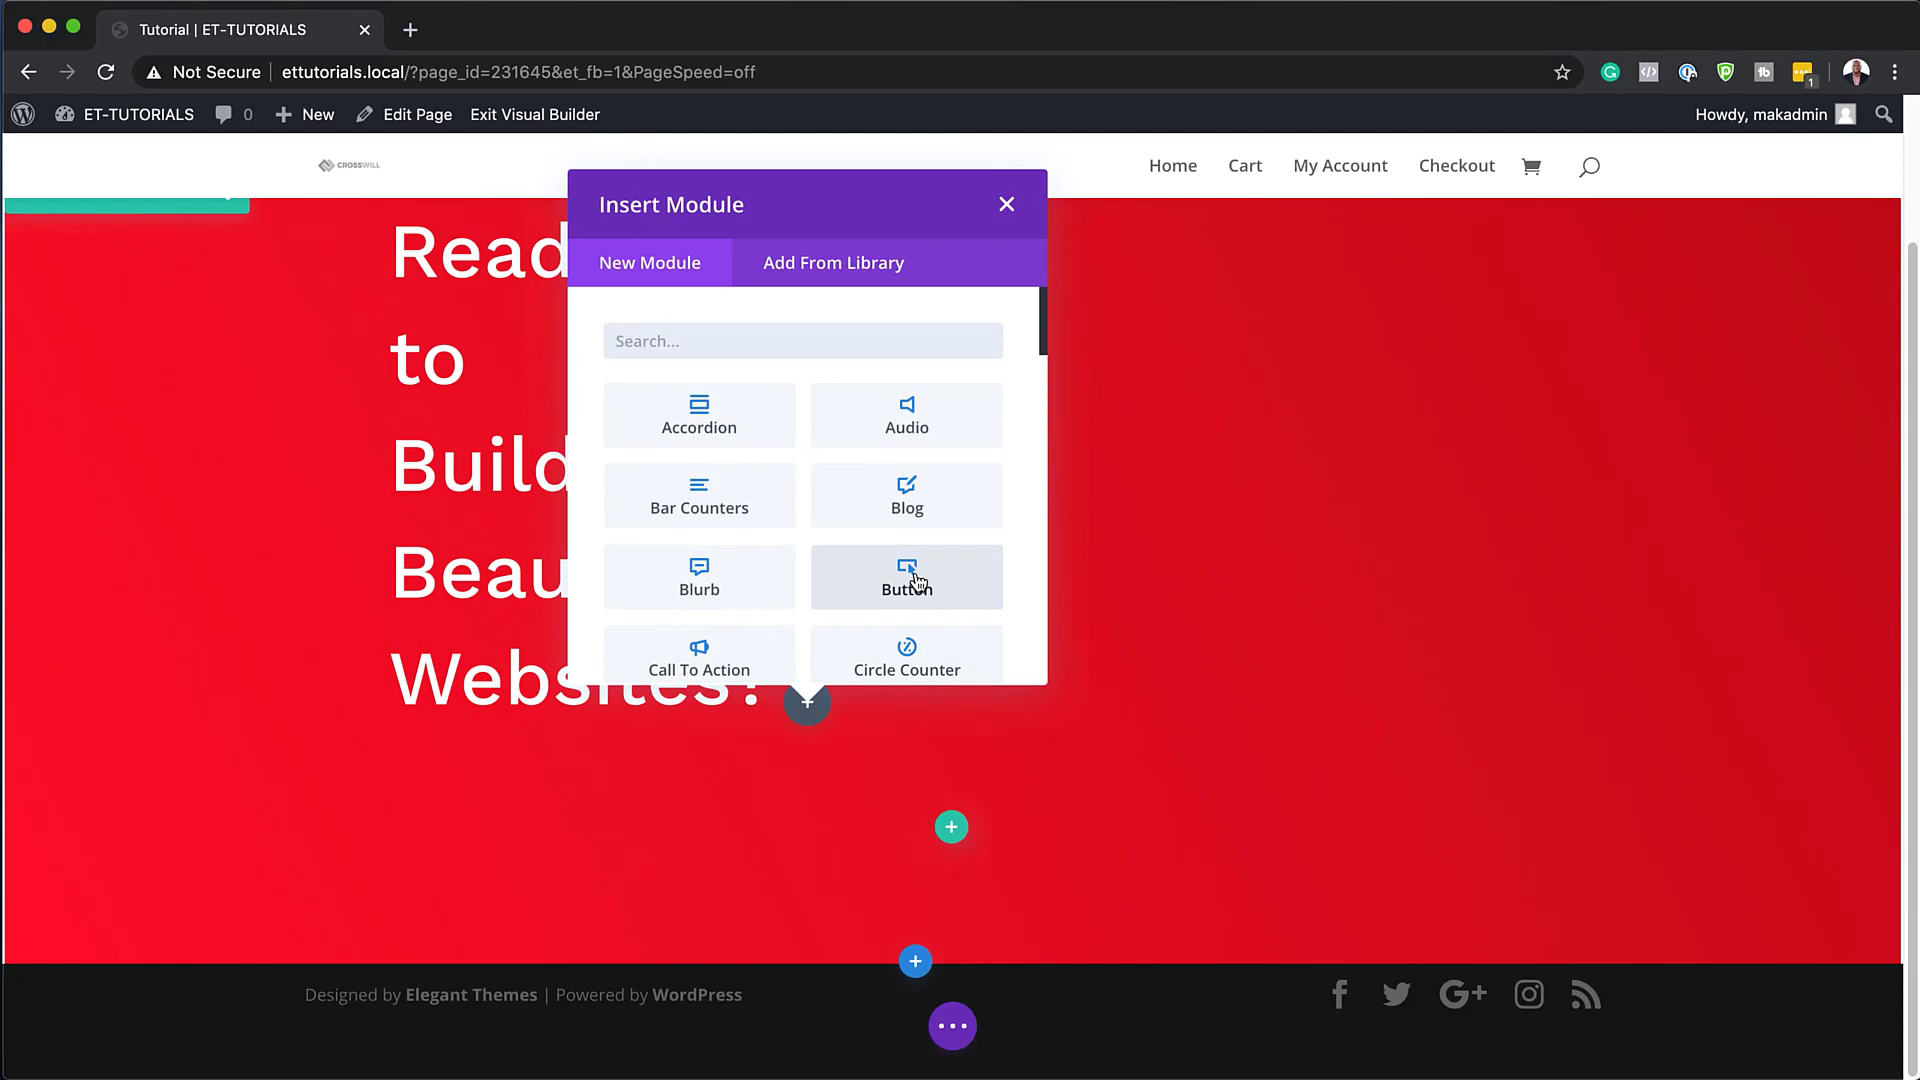 Tutorial | ET-TUTORIALS
Not Secure | ettutorials.local/?page_id=231645&et_fb=1&PageSpeed=off
1
ET-TUTORIALS 0 New Edit Page Exit Visual Builder Howdy, makadmin
CROSSWILL Home Cart My Account Checkout
Insert Module
New Module Add From Library
Search...
Accordion Audio
Bar Counters Blog
Blurb Button
Call To Action Circle Counter
Read
to
Build
Beau
Websites?
Designed by Elegant Themes | Powered by WordPress